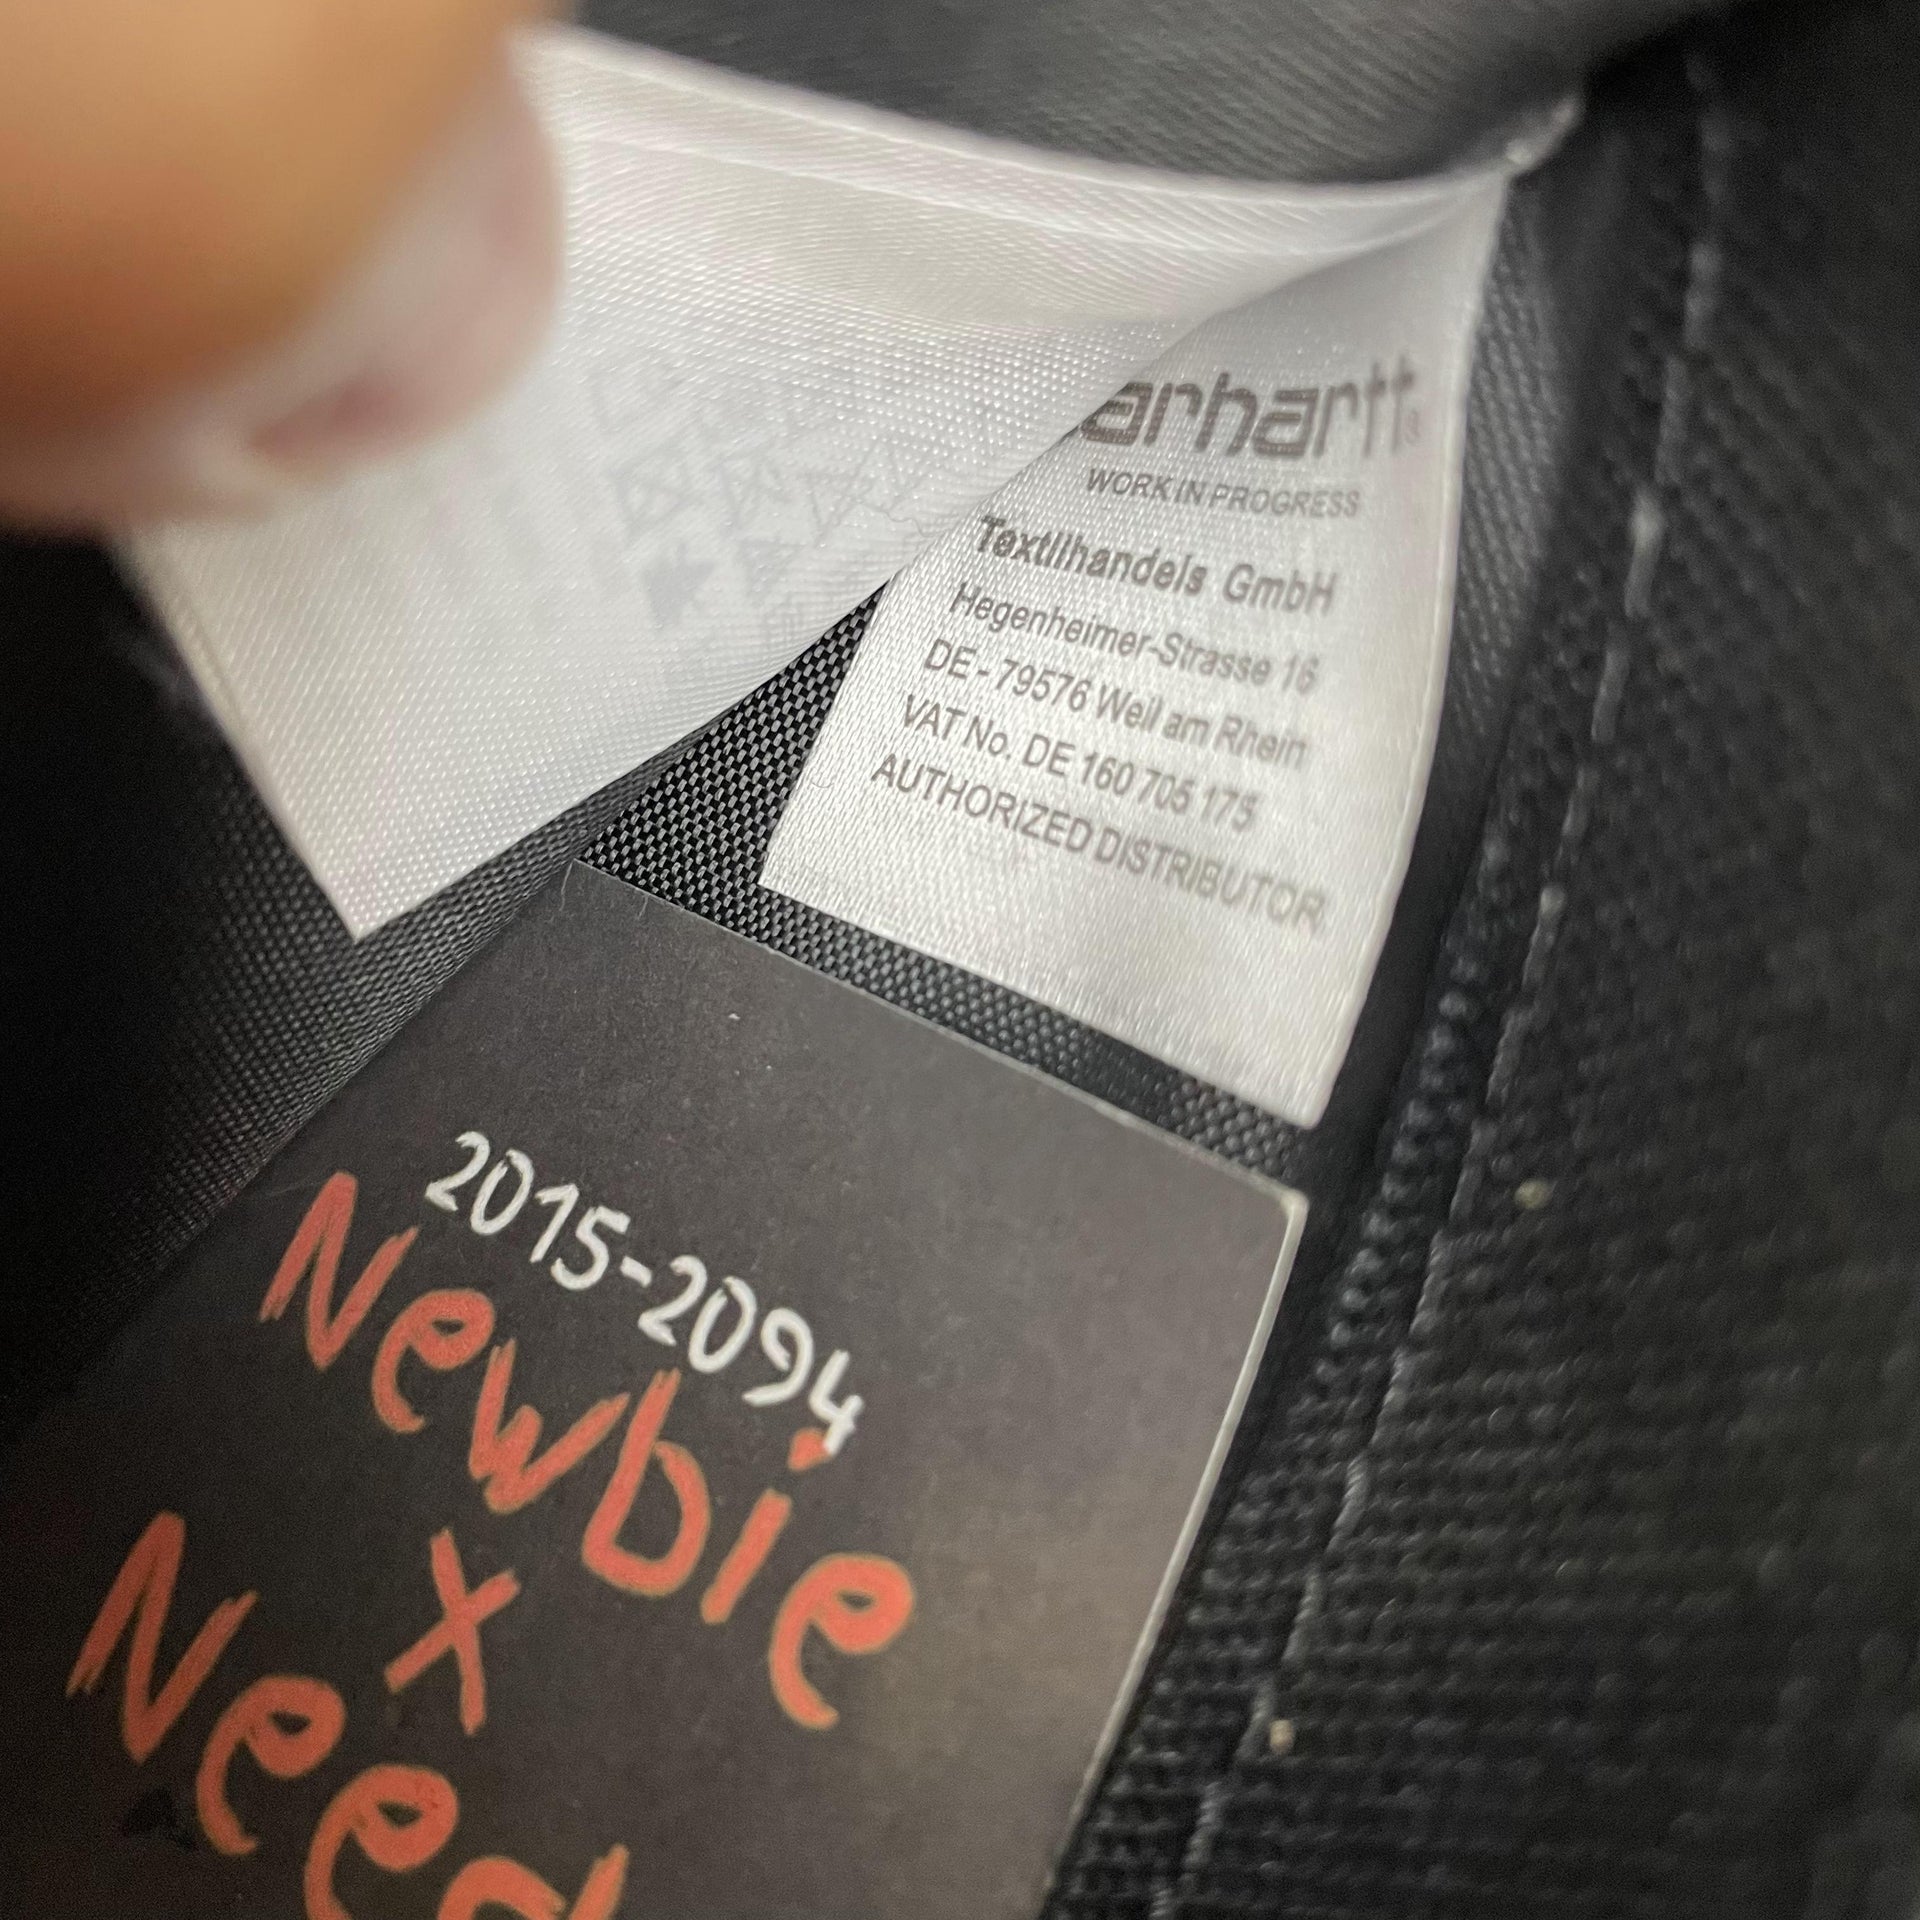 arhartt
WORK IN PROGRESS
Textilhandels GmbH
Hegenheimer-Strasse 16
DE - 79576 Weil am Rhein
VAT No. DE 160 705 175
AUTHORIZED DISTRIBUTOR
2015-2094
Newbie
x
Need